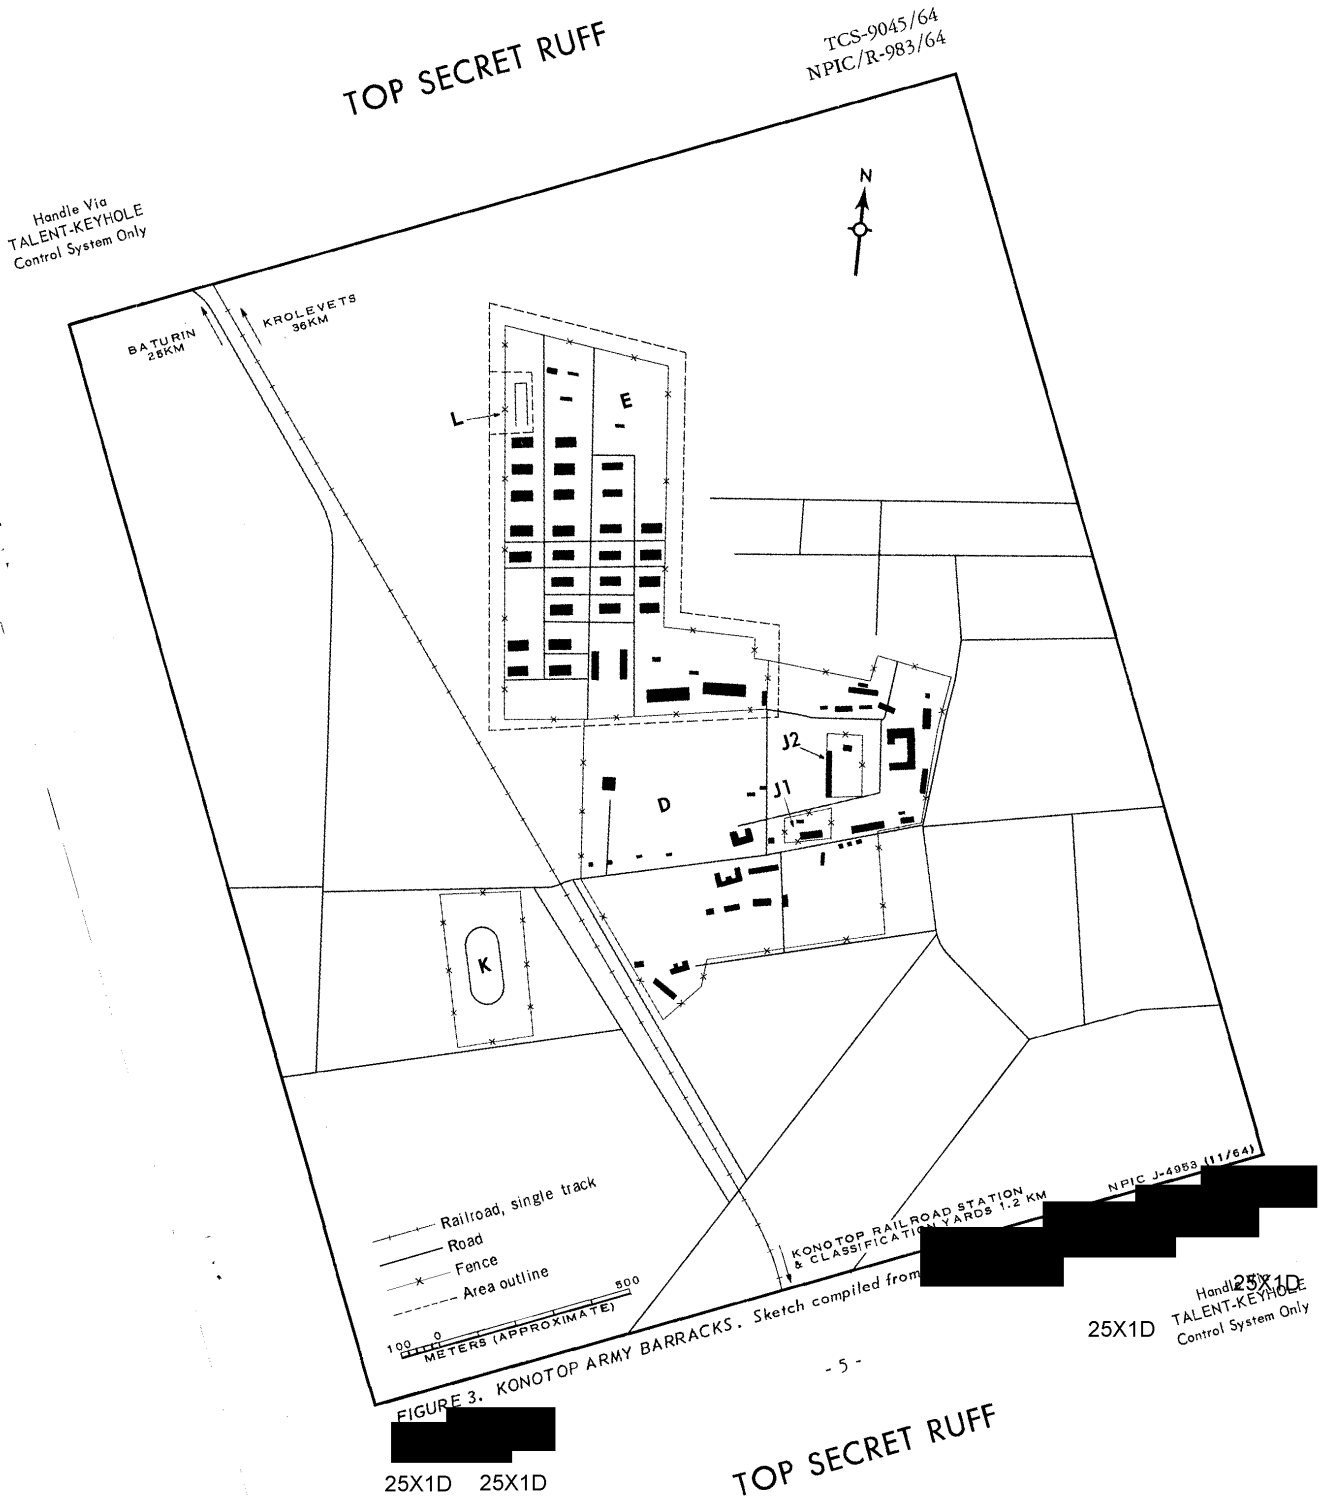 TOP SECRET RUFF
TCS-9045/64
NPIC/R-983/64
Handle Via
TALENT-KEYHOLE
Control System Only
N
BATURIN
25KM
KROLEVETS
36KM
L
E
J2
J1
D
K
Railroad, single track
Road
Fence
Area outline
100 0 500
METERS (APPROXIMATE)
KONOTOP RAILROAD STATION
& CLASSIFICATION YARDS 1.2 KM
NPIC J-4953 (11/64)
FIGURE 3. KONOTOP ARMY BARRACKS. Sketch compiled from
25X1D
Handle Via
TALENT-KEYHOLE
Control System Only
25X1D
- 5 -
25X1D 25X1D
TOP SECRET RUFF